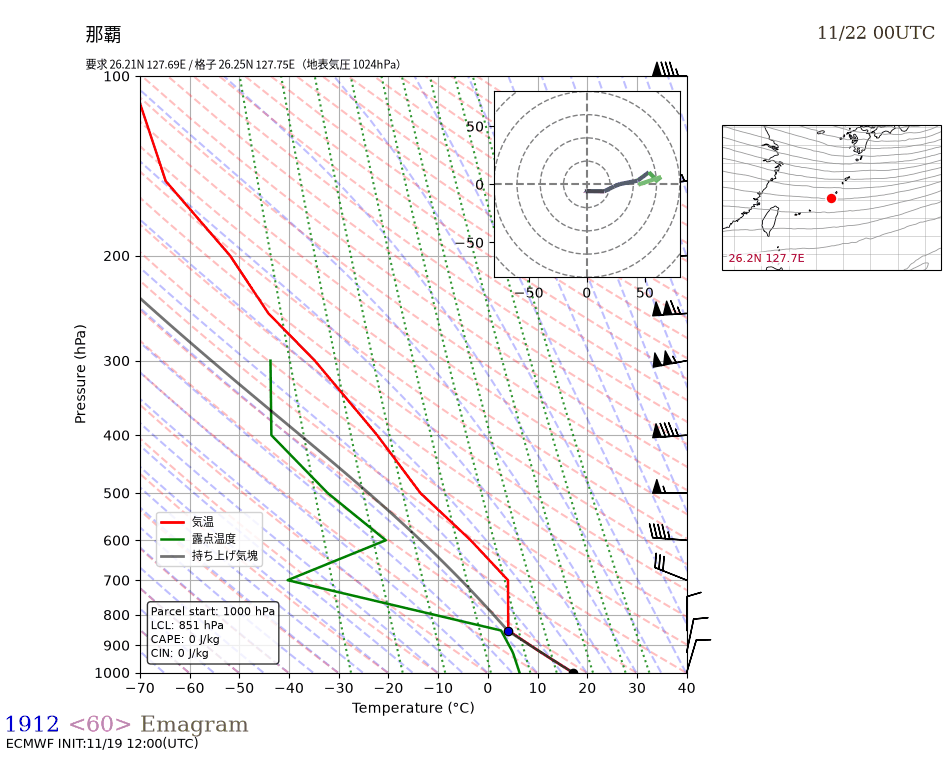 那覇
11/22 00UTC
要求 26.21N 127.69E / 格子 26.25N 127.75E（地表気圧 1024hPa）
100
200
300
400
500
600
700
800
900
1000
Pressure (hPa)
−70 −60 −50 −40 −30 −20 −10 0 10 20 30 40
Temperature (°C)
50
0
−50
−50 0 50
26.2N 127.7E
気温
露点温度
持ち上げ気塊
Parcel start: 1000 hPa
LCL: 851 hPa
CAPE: 0 J/kg
CIN: 0 J/kg
1912 <60> Emagram
ECMWF INIT:11/19 12:00(UTC)